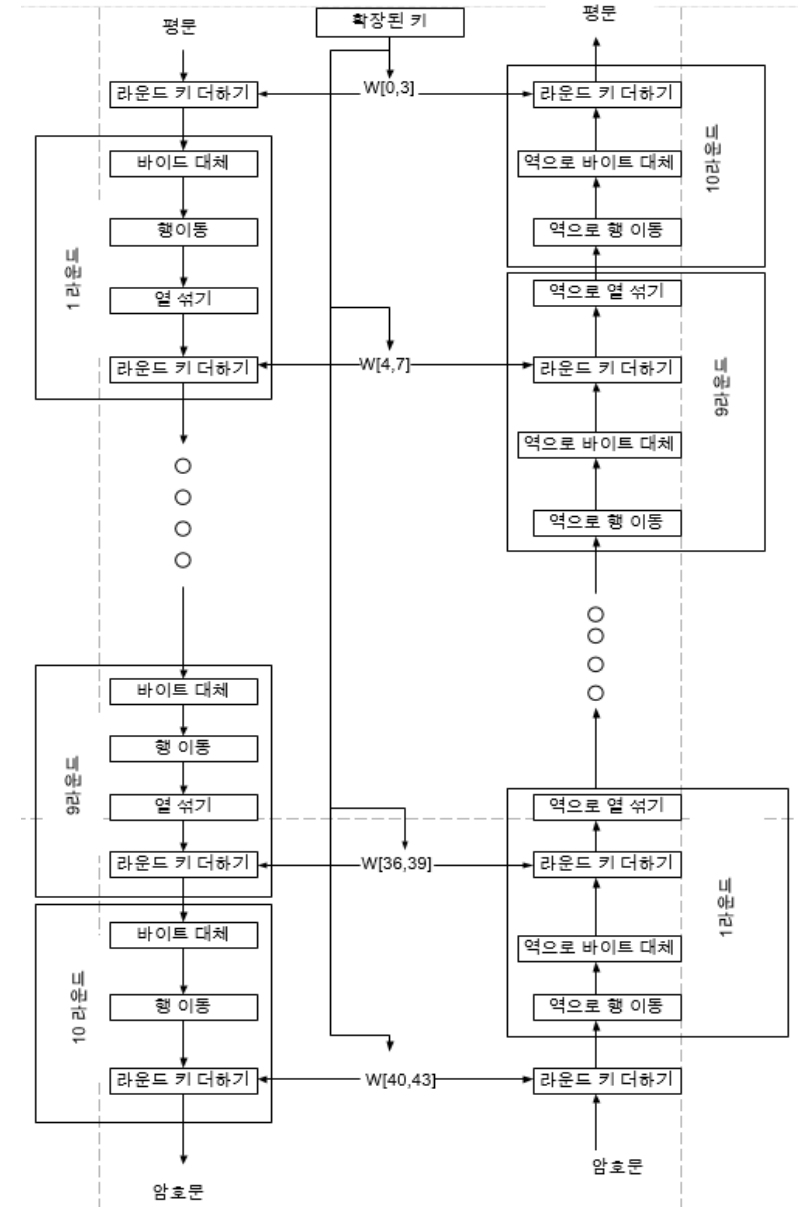 평문
라운드 키 더하기
1 라운드
바이드 대체
행이동
열 섞기
라운드 키 더하기
9라운드
바이트 대체
행 이동
열 섞기
라운드 키 더하기
10 라운드
바이트 대체
행 이동
라운드 키 더하기
암호문
확장된 키
W[0,3]
W[4,7]
W[36,39]
W[40,43]
평문
라운드 키 더하기
역으로 바이트 대체
역으로 행 이동
10라운드
역으로 열 섞기
라운드 키 더하기
역으로 바이트 대체
역으로 행 이동
9라운드
역으로 열 섞기
라운드 키 더하기
역으로 바이트 대체
역으로 행 이동
1라운드
라운드 키 더하기
암호문